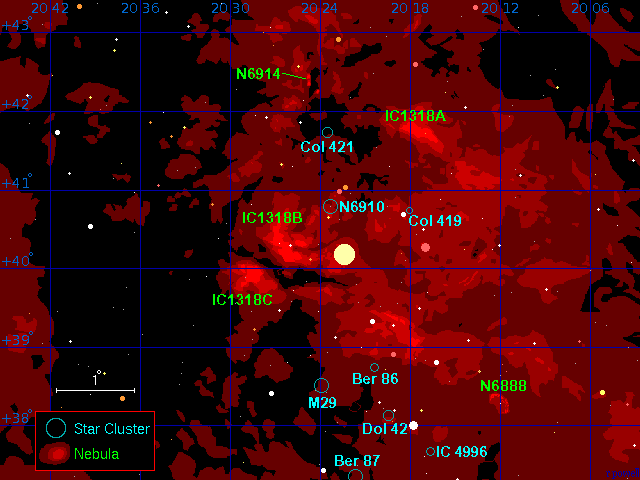 20:42 20:36 20:30 20:24 20:18 20:12 20:06
+43°
N6914
+42°
IC1318A
Col 421
+41°
N6910
IC1318B
Col 419
+40°
IC1318C
+39°
1°
Ber 86
N6888
M29
+38°
Dol 42
Star Cluster
IC 4996
Nebula
Ber 87